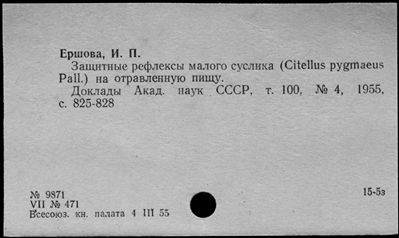 Ершова, И. П.
Защитные рефлексы малого суслика (Citellus pygmaeus
Pall.) на отравленную пищу.
Доклады Акад. наук СССР, т. 100, № 4, 1955,
с. 825-828
№ 9871
15-5з
VII № 471
Всесоюз. кн. палата 4 III 55